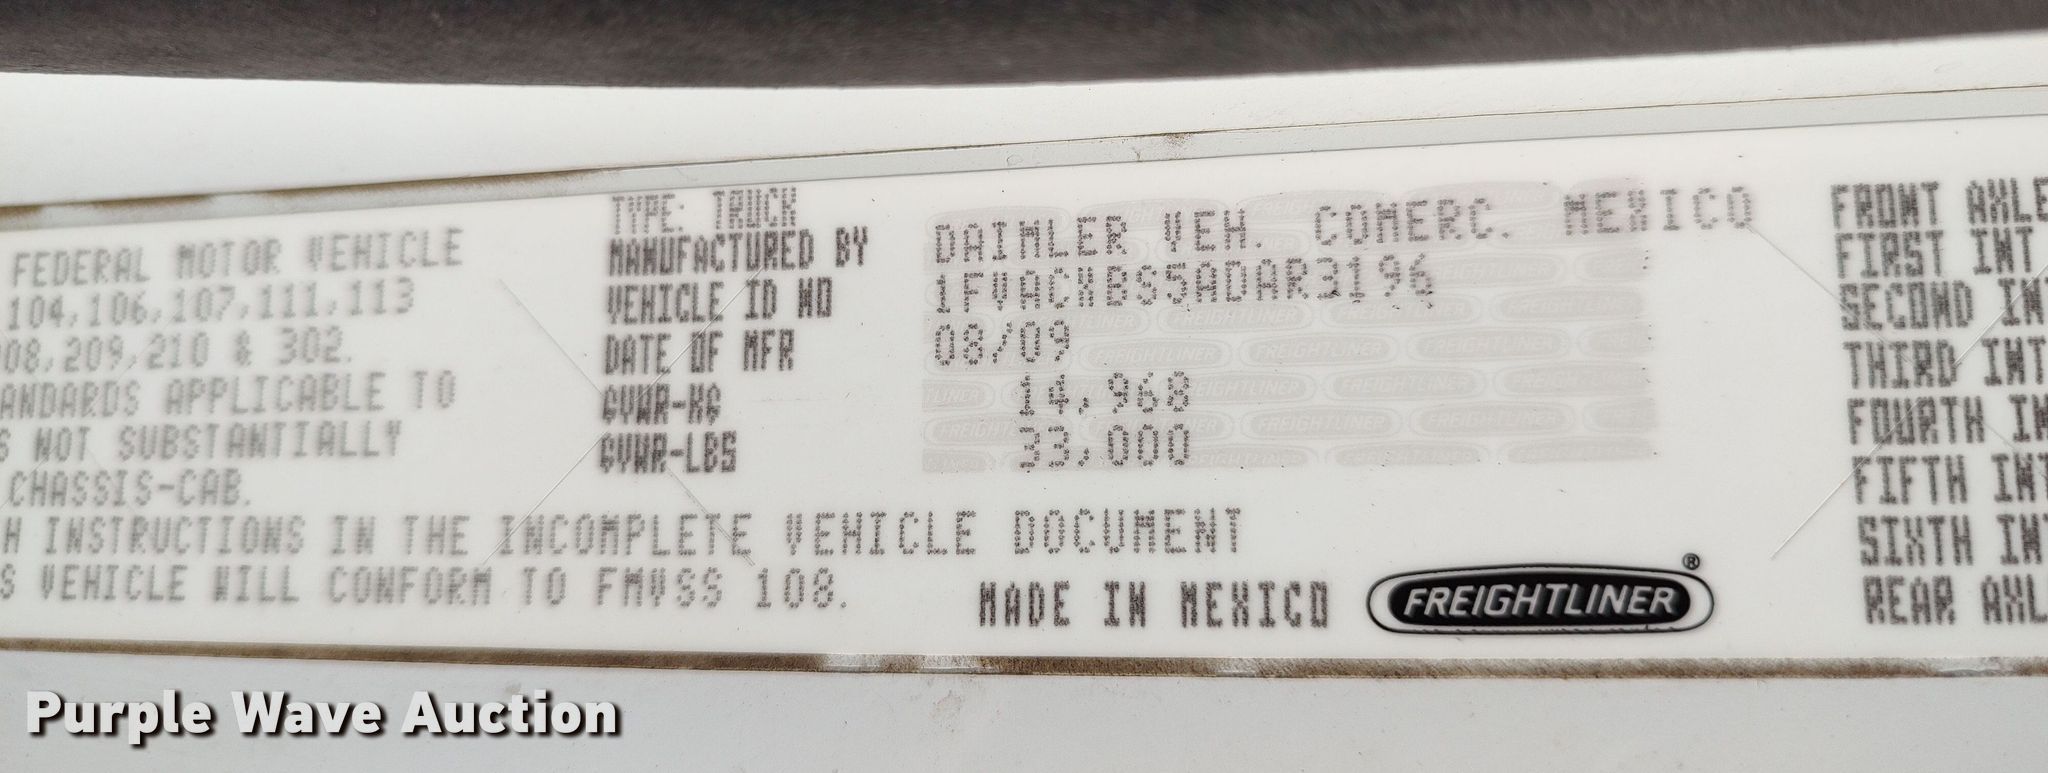 FEDERAL MOTOR VEHICLE
104,106,107,111,113
08,209,210 & 302.
ANDARDS APPLICABLE TO
S NOT SUBSTANTIALLY
CHASSIS-CAB.
H INSTRUCTIONS IN THE INCOMPLETE VEHICLE DOCUMENT
S VEHICLE WILL CONFORM TO FMVSS 108.
TYPE: TRUCK
MANUFACTURED BY DAIMLER VEH. COMERC. MEXICO
VEHICLE ID NO
DATE OF MFR 08/09
GVWR-KG 14,968
GVWR-LBS 33,000
MADE IN MEXICO FREIGHTLINER®
FRONT AXLE
FIRST INT.
SECOND INT
THIRD INT
FOURTH IN
FIFTH INT
SIXTH INT
REAR AXL
Purple Wave Auction